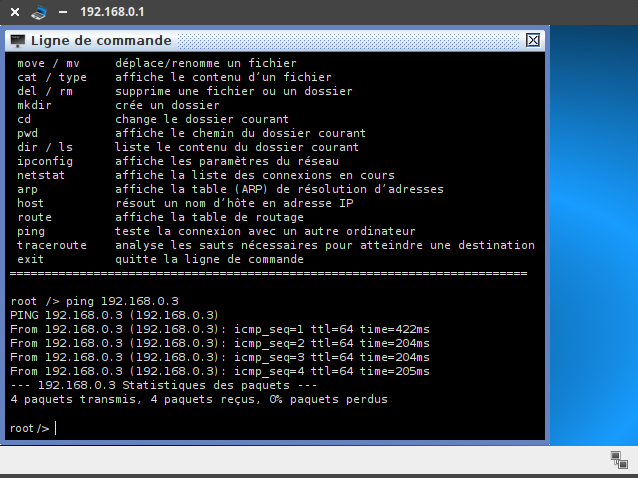 192.168.0.1
Ligne de commande
move / mv déplace/renomme un fichier
cat / type affiche le contenu d'un fichier
del / rm supprime une fichier ou un dossier
mkdir crée un dossier
cd change le dossier courant
pwd affiche le chemin du dossier courant
dir / ls liste le contenu du dossier courant
ipconfig affiche les paramètres du réseau
netstat affiche la liste des connexions en cours
arp affiche la table (ARP) de résolution d'adresses
host résout un nom d'hôte en adresse IP
route affiche la table de routage
ping teste la connexion avec un autre ordinateur
traceroute analyse les sauts nécessaires pour atteindre une destination
exit quitte la ligne de commande
==========================================================================
root /> ping 192.168.0.3
PING 192.168.0.3 (192.168.0.3)
From 192.168.0.3 (192.168.0.3): icmp_seq=1 ttl=64 time=422ms
From 192.168.0.3 (192.168.0.3): icmp_seq=2 ttl=64 time=204ms
From 192.168.0.3 (192.168.0.3): icmp_seq=3 ttl=64 time=204ms
From 192.168.0.3 (192.168.0.3): icmp_seq=4 ttl=64 time=205ms
--- 192.168.0.3 Statistiques des paquets ---
4 paquets transmis, 4 paquets reçus, 0% paquets perdus
root />